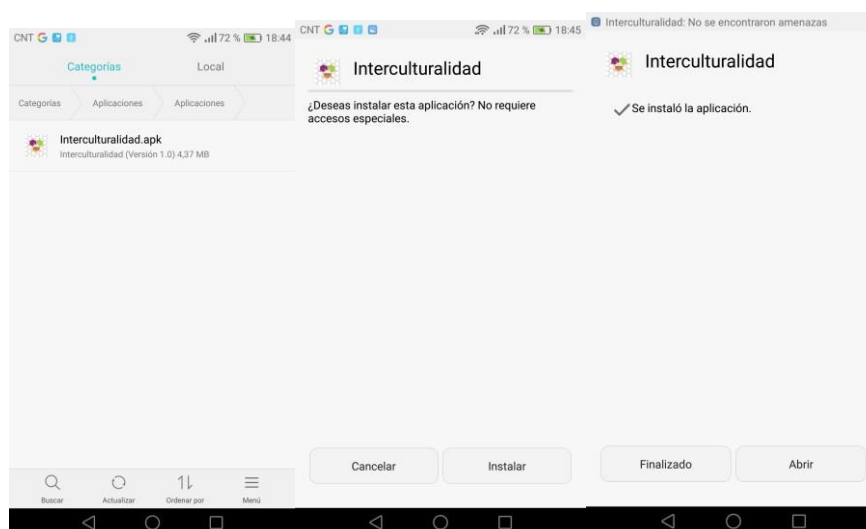 CNT G 72 % 18:44
Categorías Local
Categorías Aplicaciones Aplicaciones
Interculturalidad.apk
Interculturalidad (Versión 1.0) 4,37 MB
Buscar Actualizar Ordenar por Menú
CNT G 72 % 18:45
Interculturalidad
¿Deseas instalar esta aplicación? No requiere
accesos especiales.
Cancelar Instalar
Interculturalidad: No se encontraron amenazas
Interculturalidad
Se instaló la aplicación.
Finalizado Abrir